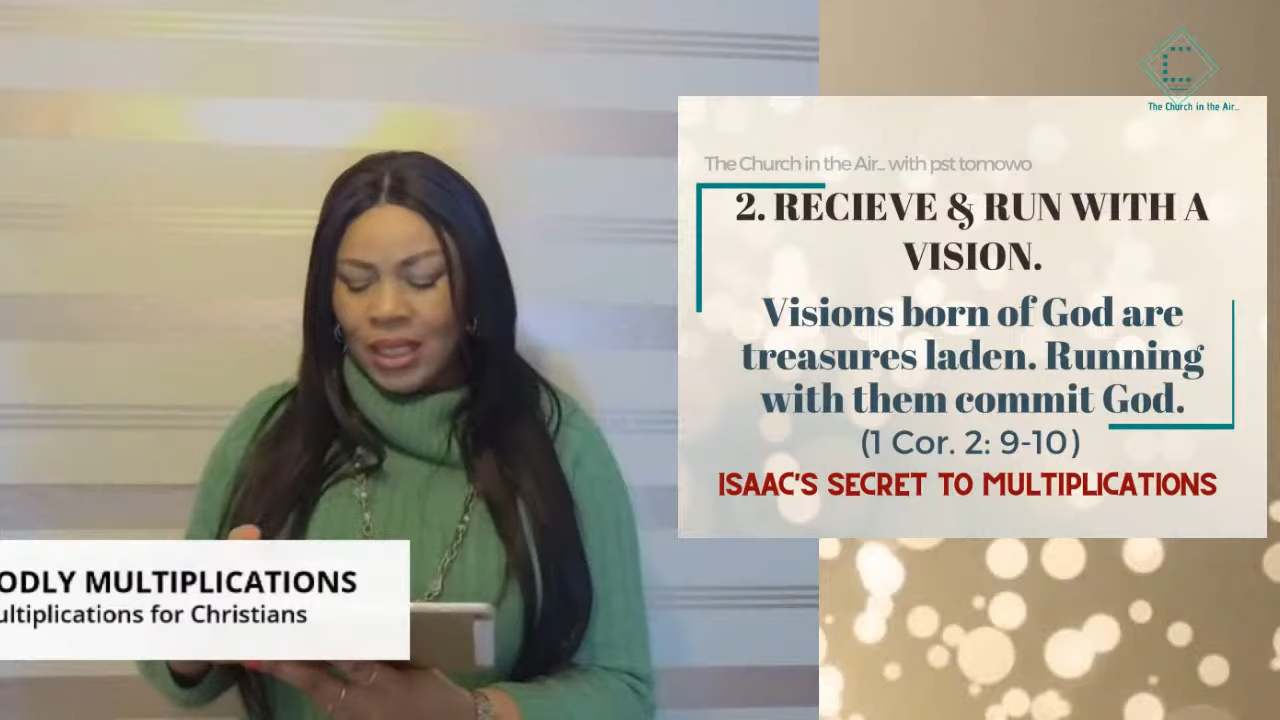 The Church in the Air...
The Church in the Air... with pst tomowo
2. RECIEVE & RUN WITH A
VISION.
Visions born of God are
treasures laden. Running
with them commit God.
(1 Cor. 2: 9-10)
ISAAC'S SECRET TO MULTIPLICATIONS
ODLY MULTIPLICATIONS
ultiplications for Christians